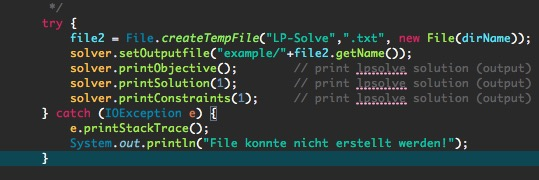 */
try {
file2 = File.createTempFile("LP-Solve",".txt", new File(dirName));
solver.setOutputfile("example/"+file2.getName());
solver.printObjective(); // print lpsolve solution (output)
solver.printSolution(1); // print lpsolve solution (output)
solver.printConstraints(1); // print lpsolve solution (output)
} catch (IOException e) {
e.printStackTrace();
System.out.println("File konnte nicht erstellt werden!");
}